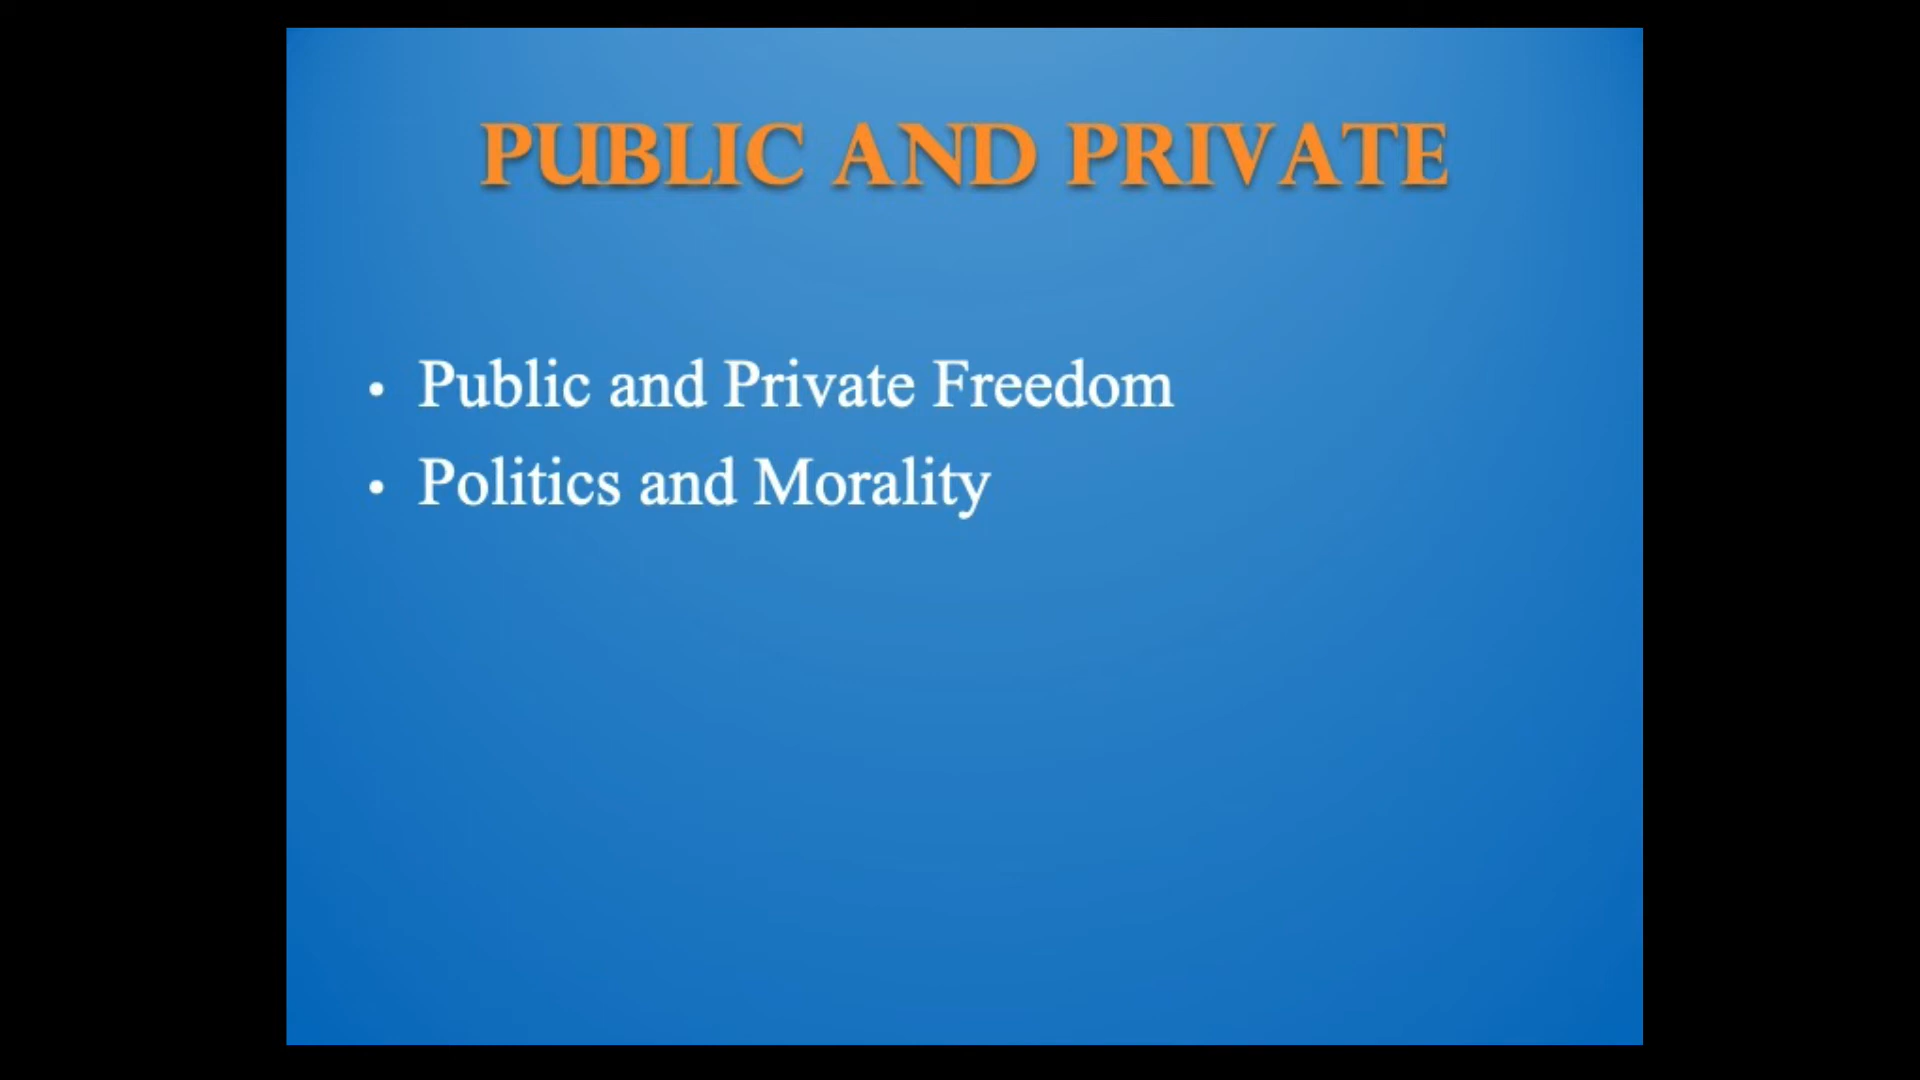 PUBLIC AND PRIVATE
• Public and Private Freedom
• Politics and Morality